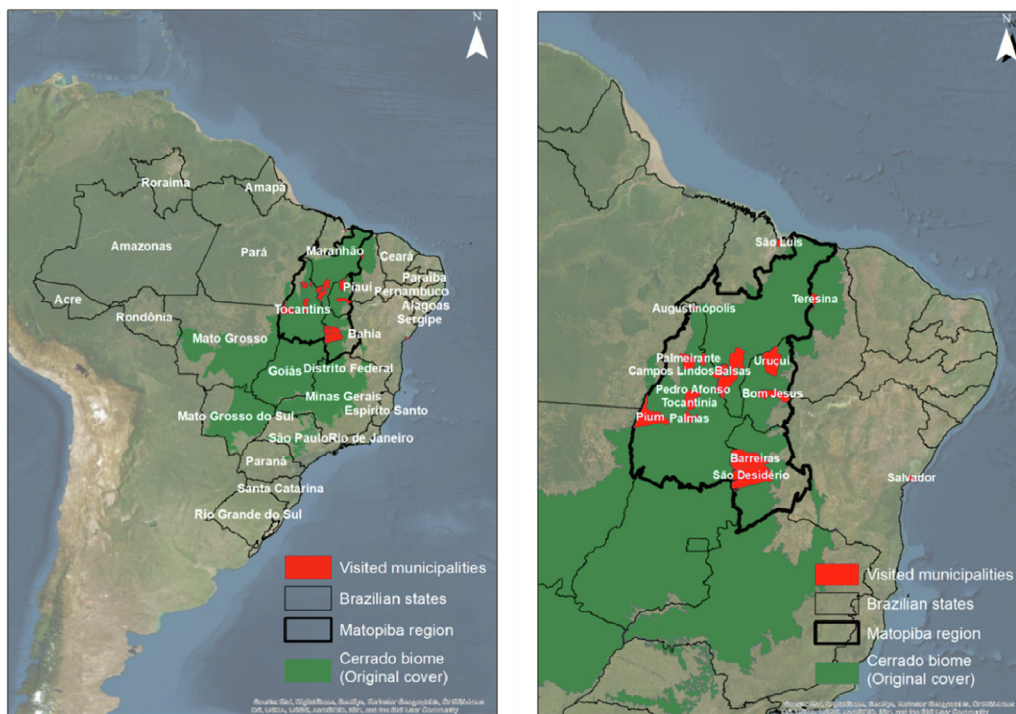 N
Roraima
Amapá
Amazonas
Pará
Maranhão
Ceará
Paraíba
Piauí
Pernambuco
Acre
Alagoas
Rondônia
Tocantins
Sergipe
Mato Grosso
Bahia
Goiás
Distrito Federal
Minas Gerais
Mato Grosso do Sul
Espírito Santo
São Paulo
Rio de Janeiro
Paraná
Santa Catarina
Rio Grande do Sul
Visited municipalities
Brazilian states
Matopiba region
Cerrado biome
(Original cover)
N
São Luis
Augustinópolis
Teresina
Palmeirante
Uruçuí
Campos Lindos
Balsas
Pedro Afonso
Bom Jesus
Tocantínia
Pium
Palmas
Barreiras
São Desidério
Salvador
Visited municipalities
Brazilian states
Matopiba region
Cerrado biome
(Original cover)